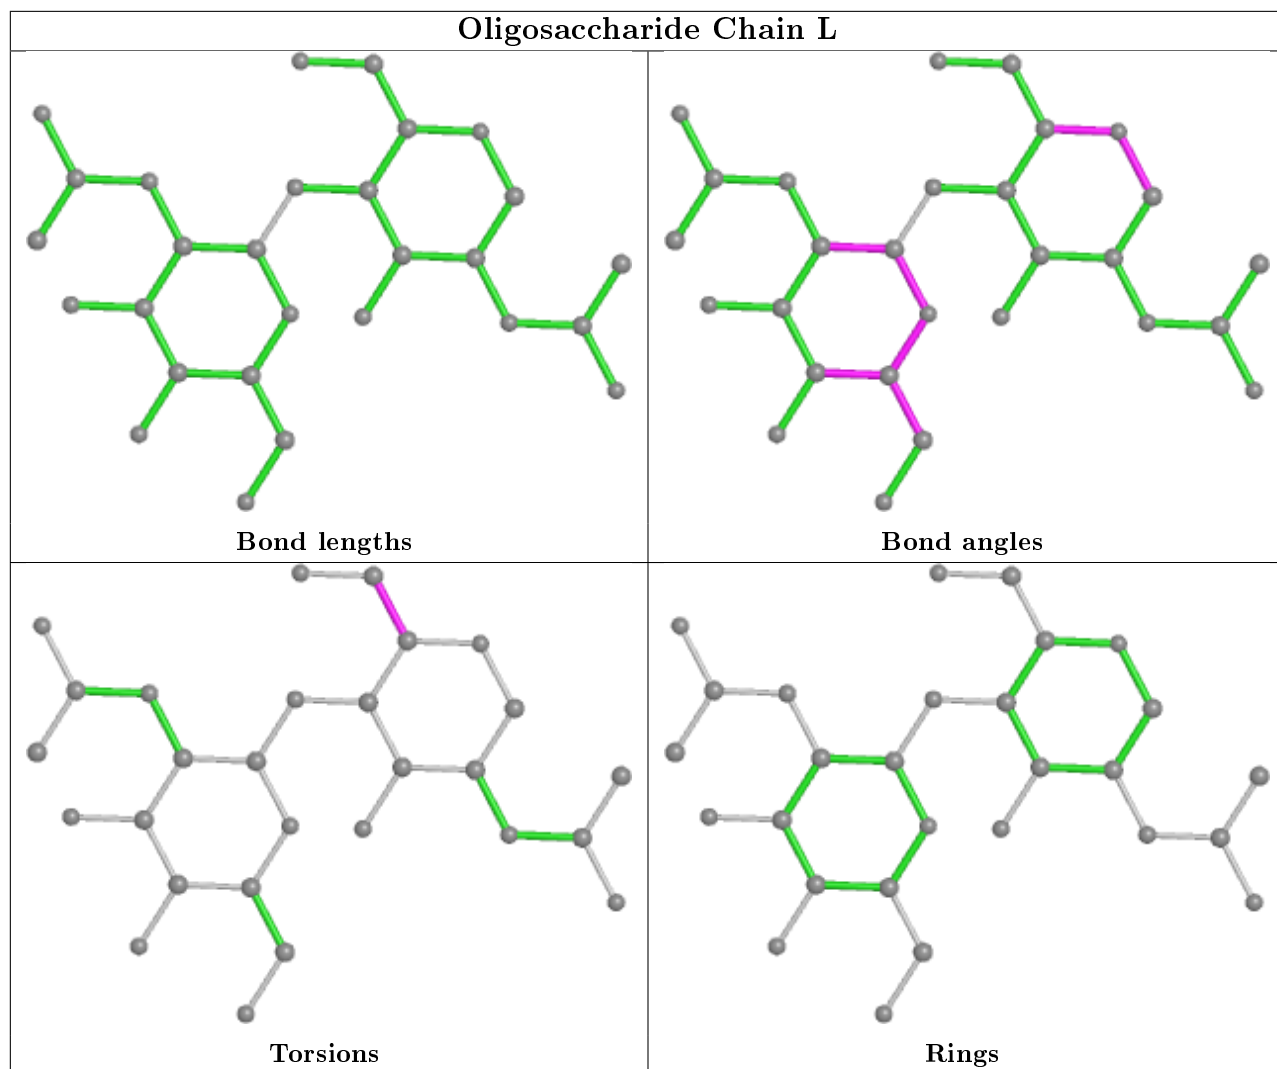 Oligosaccharide Chain L
Bond lengths
Bond angles
Torsions
Rings